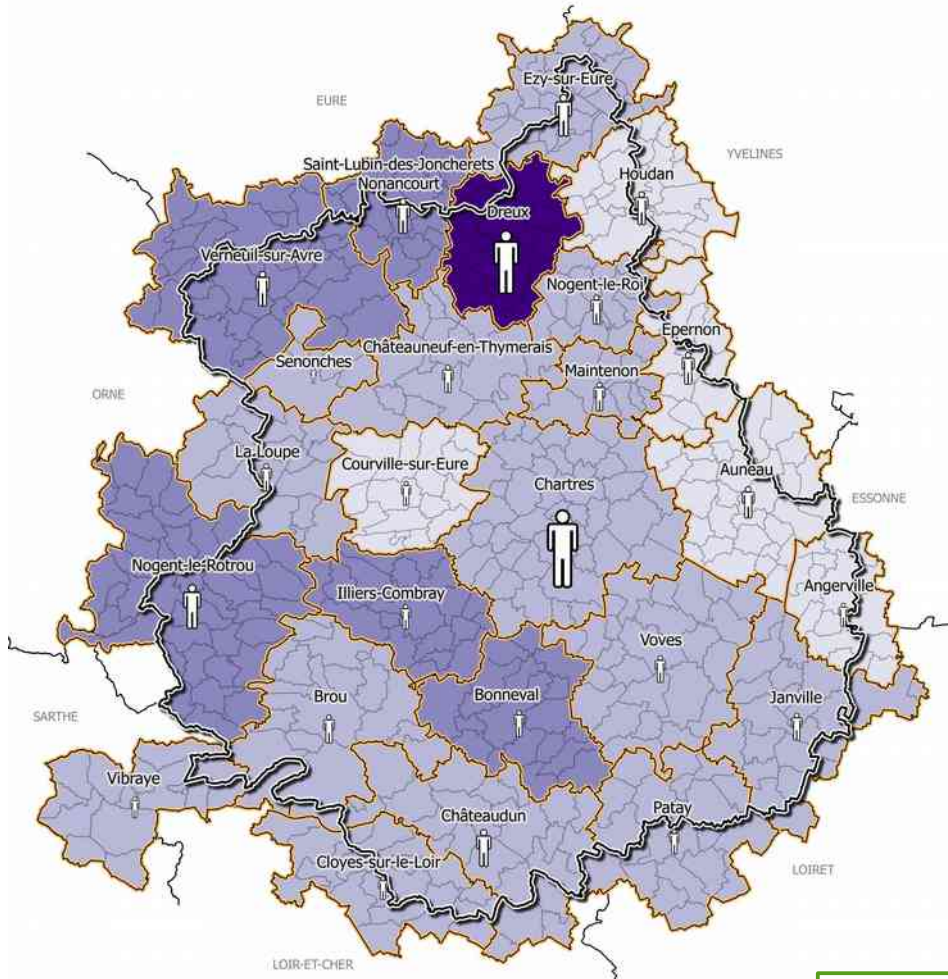 Ezy-sur-Eure
EURE
YVELINES
Saint-Lubin-des-Joncherets
Nonancourt
Houdan
Dreux
Verneuil-sur-Avre
Nogent-le-Roi
Epernon
Senonches
Châteauneuf-en-Thymerais
Maintenon
ORNE
La-Loupe
Courville-sur-Eure
Auneau
Chartres
ESSONNE
Nogent-le-Rotrou
Illiers-Combray
Angerville
Voves
Brou
Bonneval
Janville
SARTHE
Vibraye
Châteaudun
Patay
Cloyes-sur-le-Loir
LOIRET
LOIR-ET-CHER